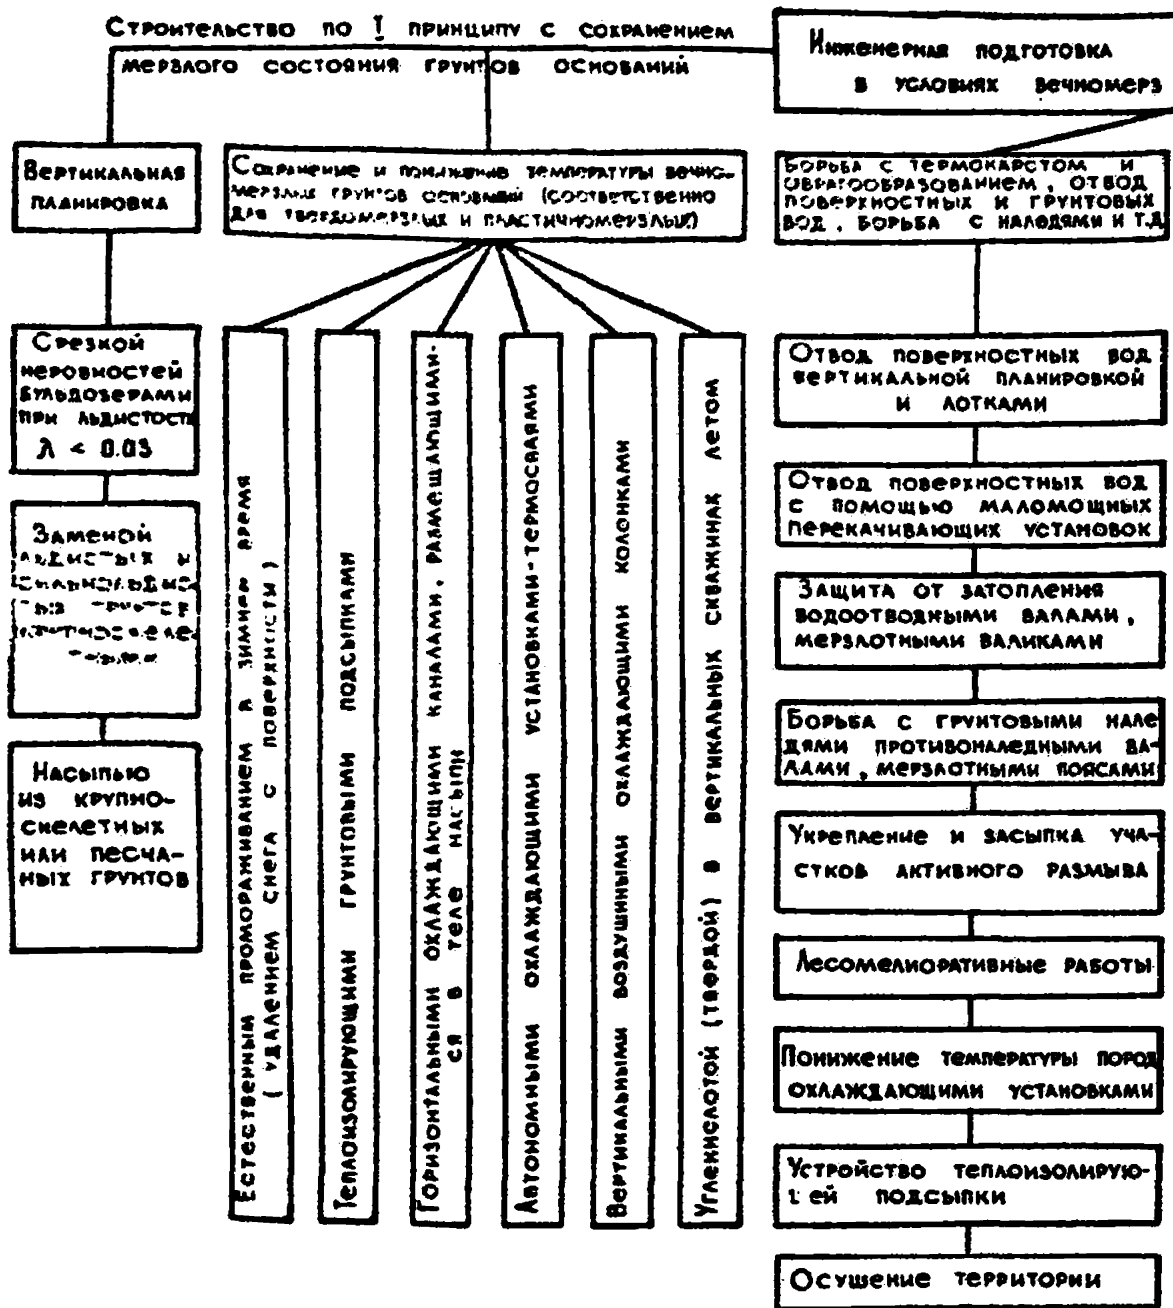 Строительство по I принципу с сохранением
мерзлого состояния грунтов оснований
Инженерная подготовка
в условиях вечномерз
Вертикальная
планировка
Сохранение и понижение температуры вечно-
мерзлых грунтов оснований (соответственно
для твердомерзлых и пластичномерзлых)
Борьба с термокарстом и
оврагообразованием, отвод
поверхностных и грунтовых
вод, борьба с наледями и т.д
Срезкой
неровностей
бульдозерами
при льдистости
λ < 0.03
Заменой
льдистых и
сильнольдис-
тых грунтов
Насыпью
из крупно-
скелетных
или песча-
ных грунтов
Естественным промораживанием в зимнее время
(удалением снега с поверхности)
Теплоизолирующими грунтовыми подсыпками
Горизонтальными охлаждающими каналами, размещающими-
ся в теле насыпи
Автономными охлаждающими установками-термосваями
Вертикальными воздушными охлаждающими колонками
Углекислотой (твердой) в вертикальных скважинах летом
Отвод поверхностных вод
вертикальной планировкой
и лотками
Отвод поверхностных вод
с помощью маломощных
перекачивающих установок
Защита от затопления
водоотводными валами,
мерзлотными валиками
Борьба с грунтовыми нале
дями противоналедными ва-
лами, мерзлотными поясами
Укрепление и засыпка уча-
стков активного размыва
Лесомелиоративные работы
Понижение температуры пород
охлаждающими установками
Устройство теплоизолирую-
щей подсыпки
Осушение территории